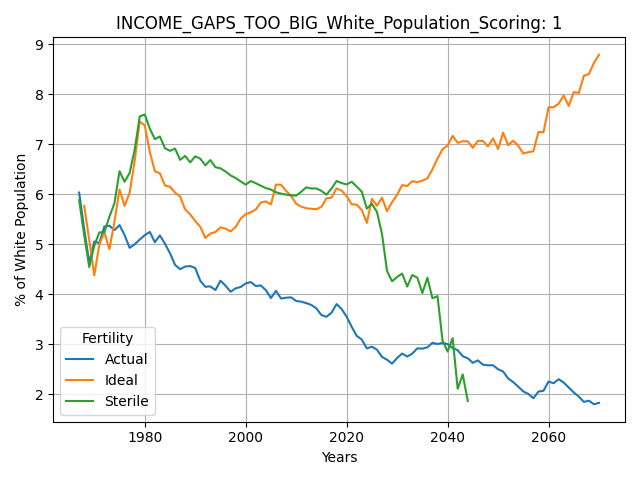 INCOME_GAPS_TOO_BIG_White_Population_Scoring: 1
% of White Population
9
8
7
6
5
4
3
2
Fertility
Actual
Ideal
Sterile
1980
2000
2020
2040
2060
Years